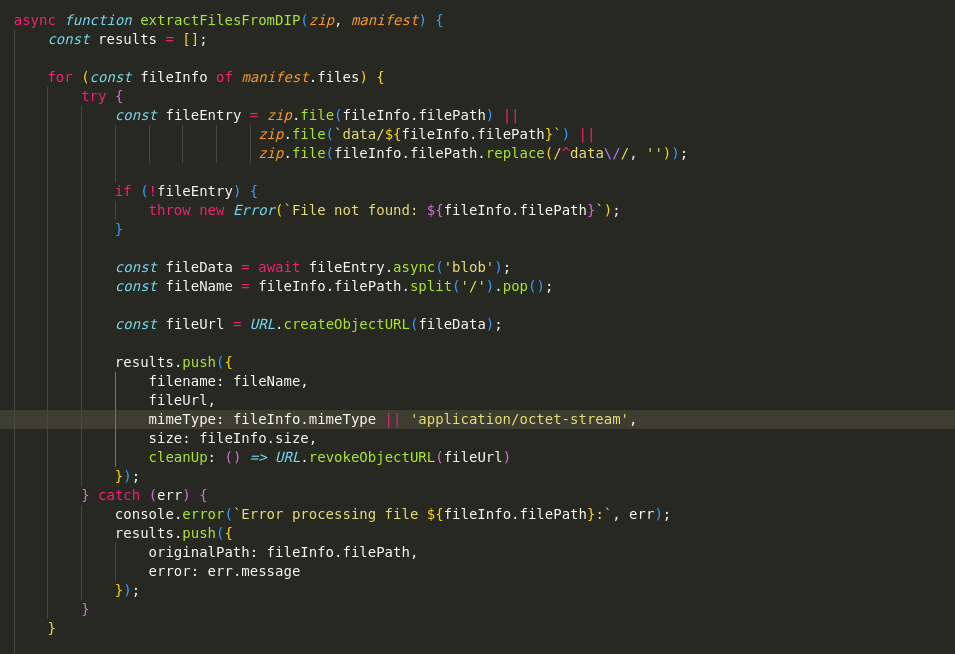 async function extractFilesFromDIP(zip, manifest) {
    const results = [];

    for (const fileInfo of manifest.files) {
        try {
            const fileEntry = zip.file(fileInfo.filePath) ||
                             zip.file(`data/${fileInfo.filePath}`) ||
                             zip.file(fileInfo.filePath.replace(/^data\//, ''));

            if (!fileEntry) {
                throw new Error(`File not found: ${fileInfo.filePath}`);
            }

            const fileData = await fileEntry.async('blob');
            const fileName = fileInfo.filePath.split('/').pop();

            const fileUrl = URL.createObjectURL(fileData);

            results.push({
                filename: fileName,
                fileUrl,
                mimeType: fileInfo.mimeType || 'application/octet-stream',
                size: fileInfo.size,
                cleanUp: () => URL.revokeObjectURL(fileUrl)
            });
        } catch (err) {
            console.error(`Error processing file ${fileInfo.filePath}:`, err);
            results.push({
                originalPath: fileInfo.filePath,
                error: err.message
            });
        }
    }